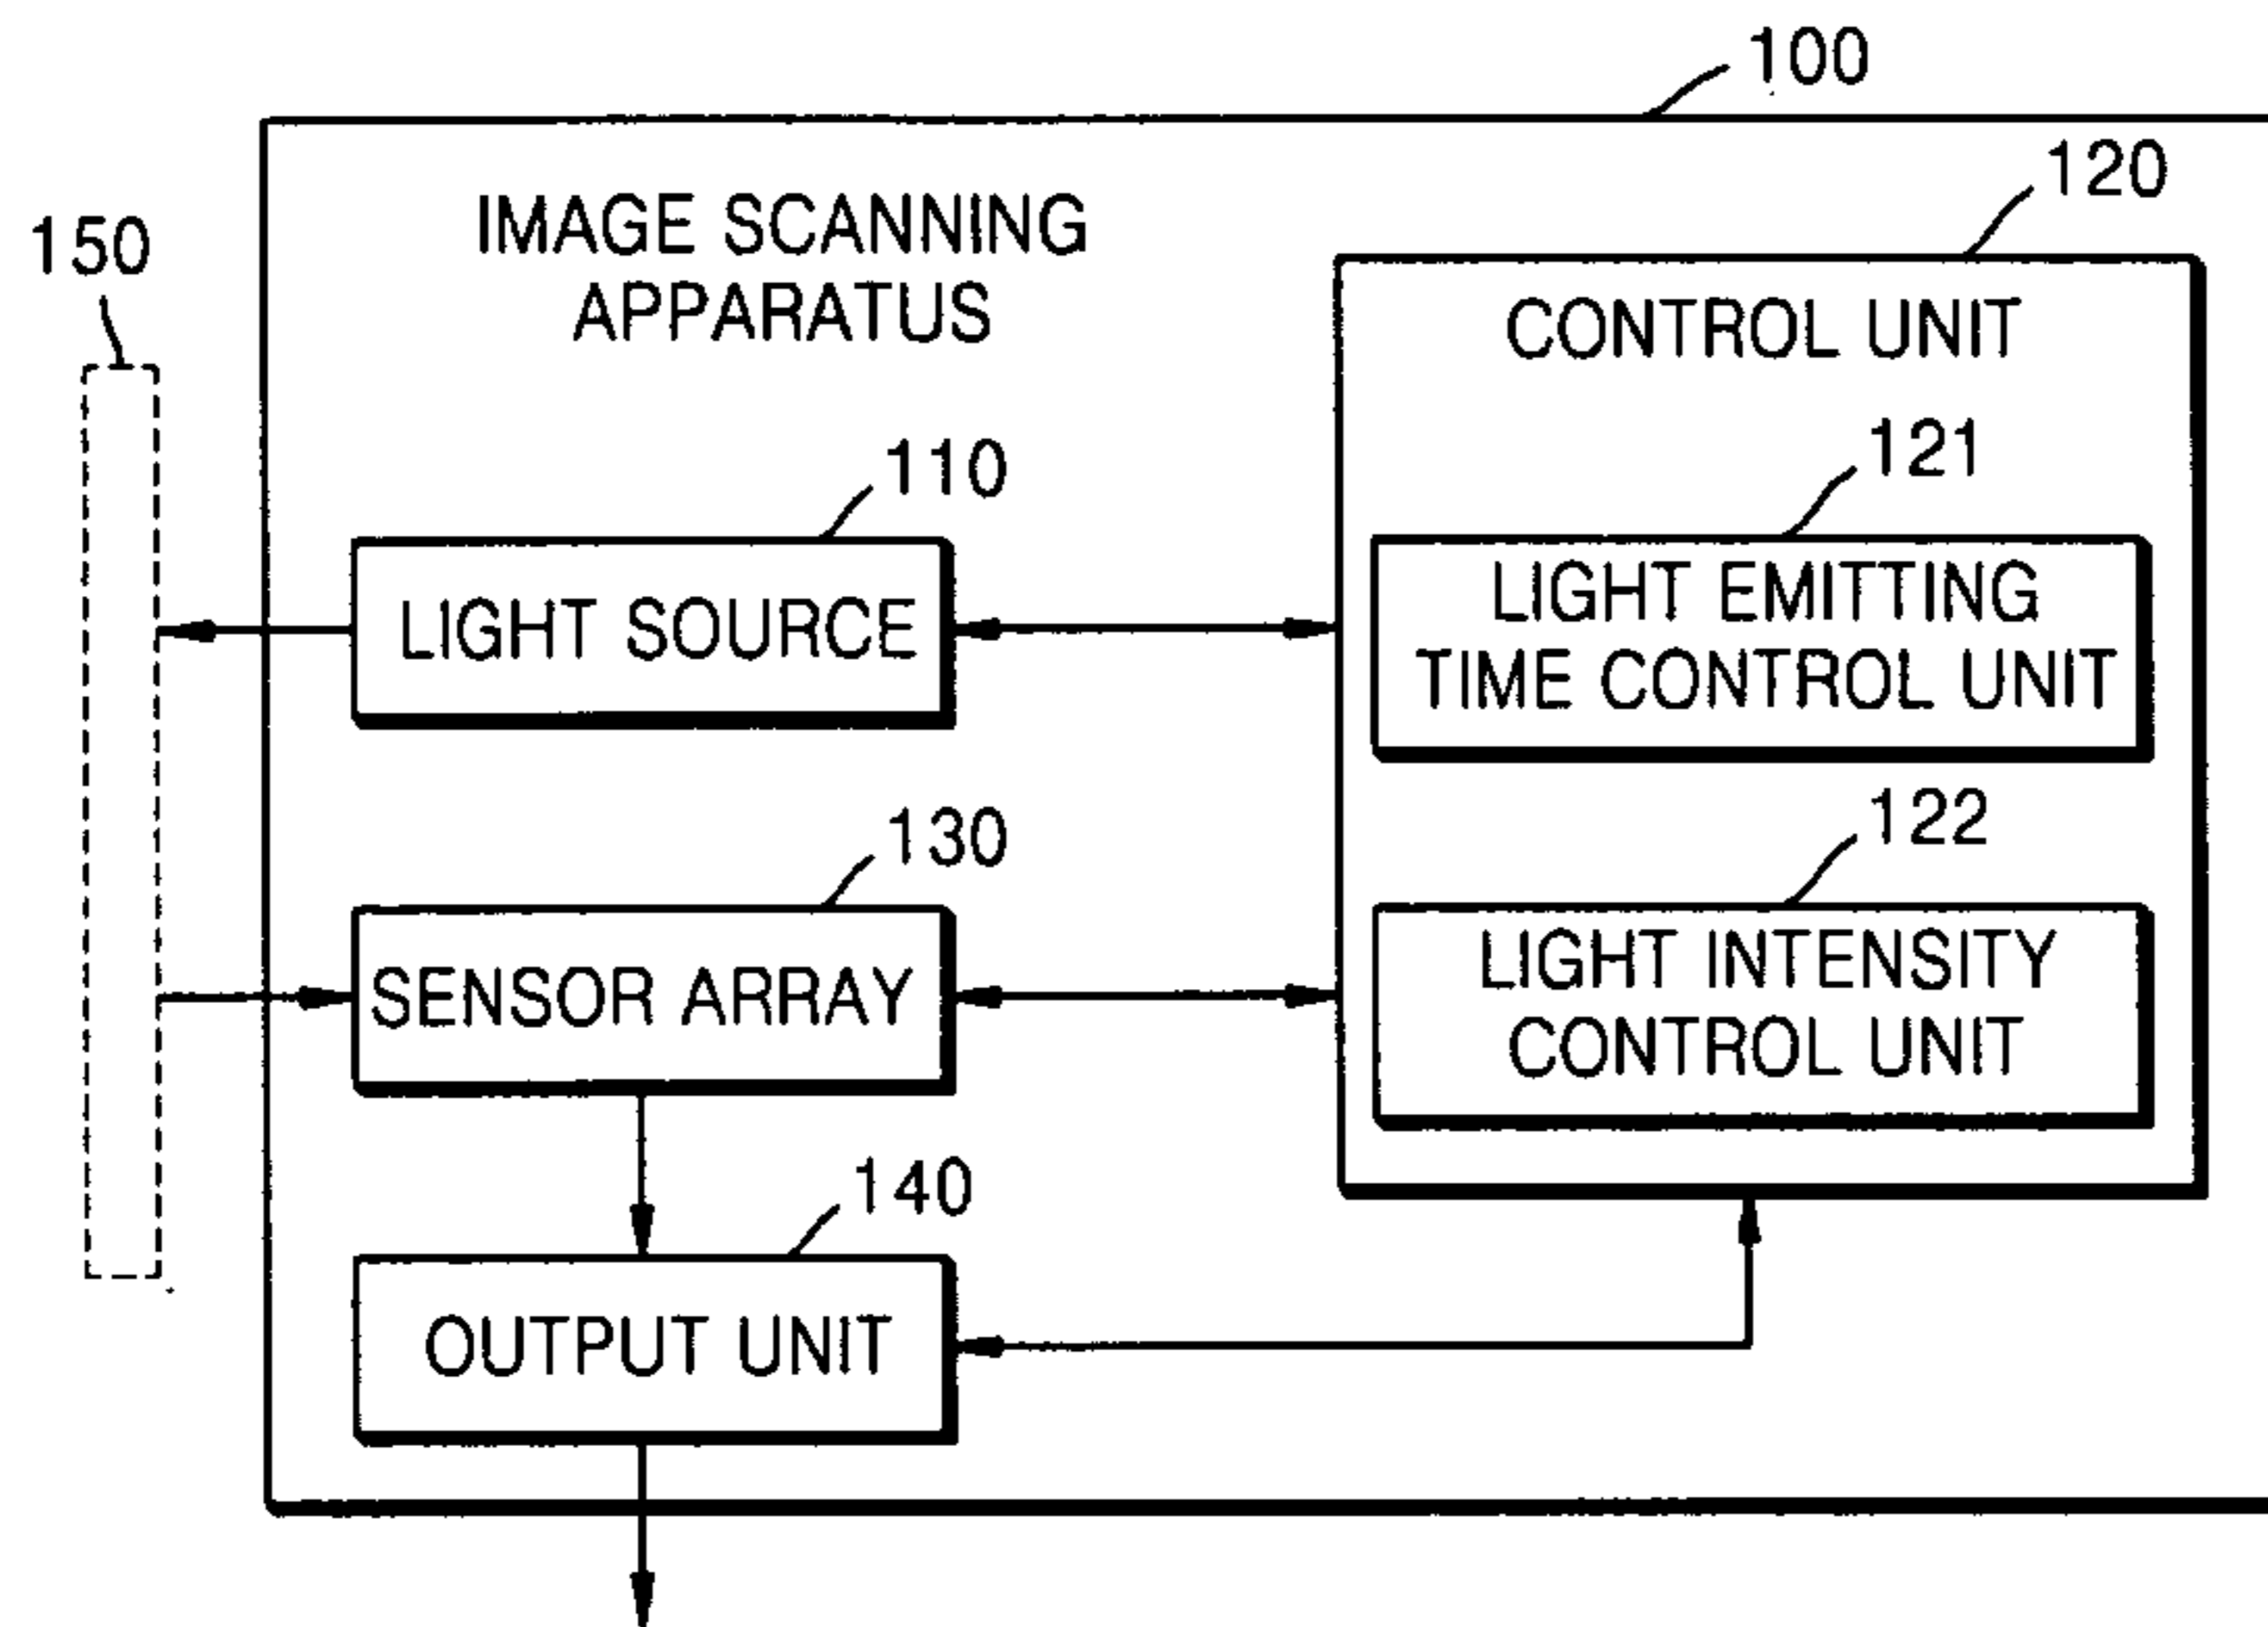 100
120
150
IMAGE SCANNING
APPARATUS
CONTROL UNIT
110
121
LIGHT SOURCE
LIGHT EMITTING
TIME CONTROL UNIT
130
122
SENSOR ARRAY
LIGHT INTENSITY
CONTROL UNIT
140
OUTPUT UNIT